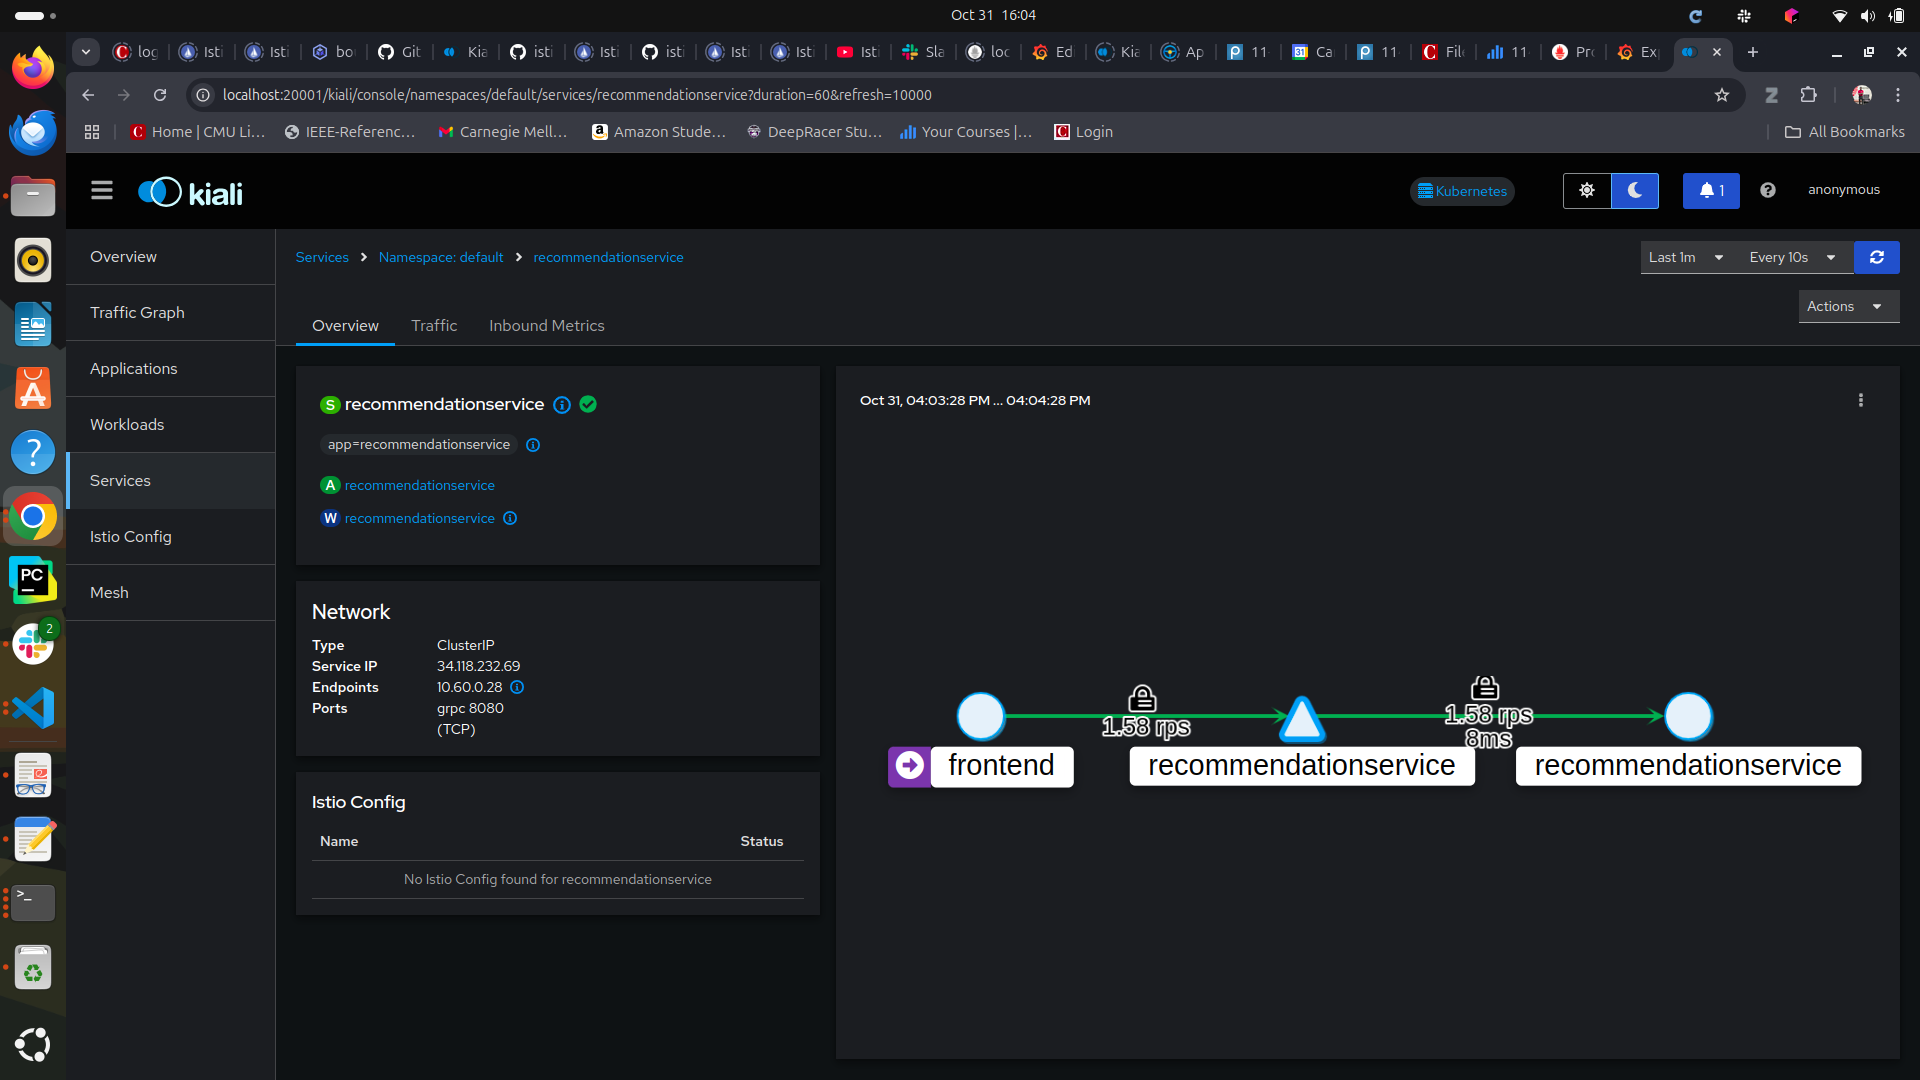 Oct 31 16:04
log
Isti
Isti
bo
Git
Kia
isti
Isti
isti
Isti
Isti
Isti
Sla
loc
Edi
Kia
Ap
11-
Ca
11-
File
11-
Pro
Exp
localhost:20001/kiali/console/namespaces/default/services/recommendationservice?duration=60&refresh=10000
Home | CMU Li...
IEEE-Referenc...
Carnegie Mell...
Amazon Stude...
DeepRacer Stu...
Your Courses |...
Login
All Bookmarks
kiali
Kubernetes
1
anonymous
Overview
Traffic Graph
Applications
Workloads
Services
Istio Config
Mesh
Services > Namespace: default > recommendationservice
Last 1m
Every 10s
Actions
Overview
Traffic
Inbound Metrics
S recommendationservice
app=recommendationservice
A recommendationservice
W recommendationservice
Network
Type ClusterIP
Service IP 34.118.232.69
Endpoints 10.60.0.28
Ports grpc 8080
(TCP)
Istio Config
Name Status
No Istio Config found for recommendationservice
Oct 31, 04:03:28 PM ... 04:04:28 PM
1.58 rps
1.58 rps
8ms
frontend
recommendationservice
recommendationservice
PC
2